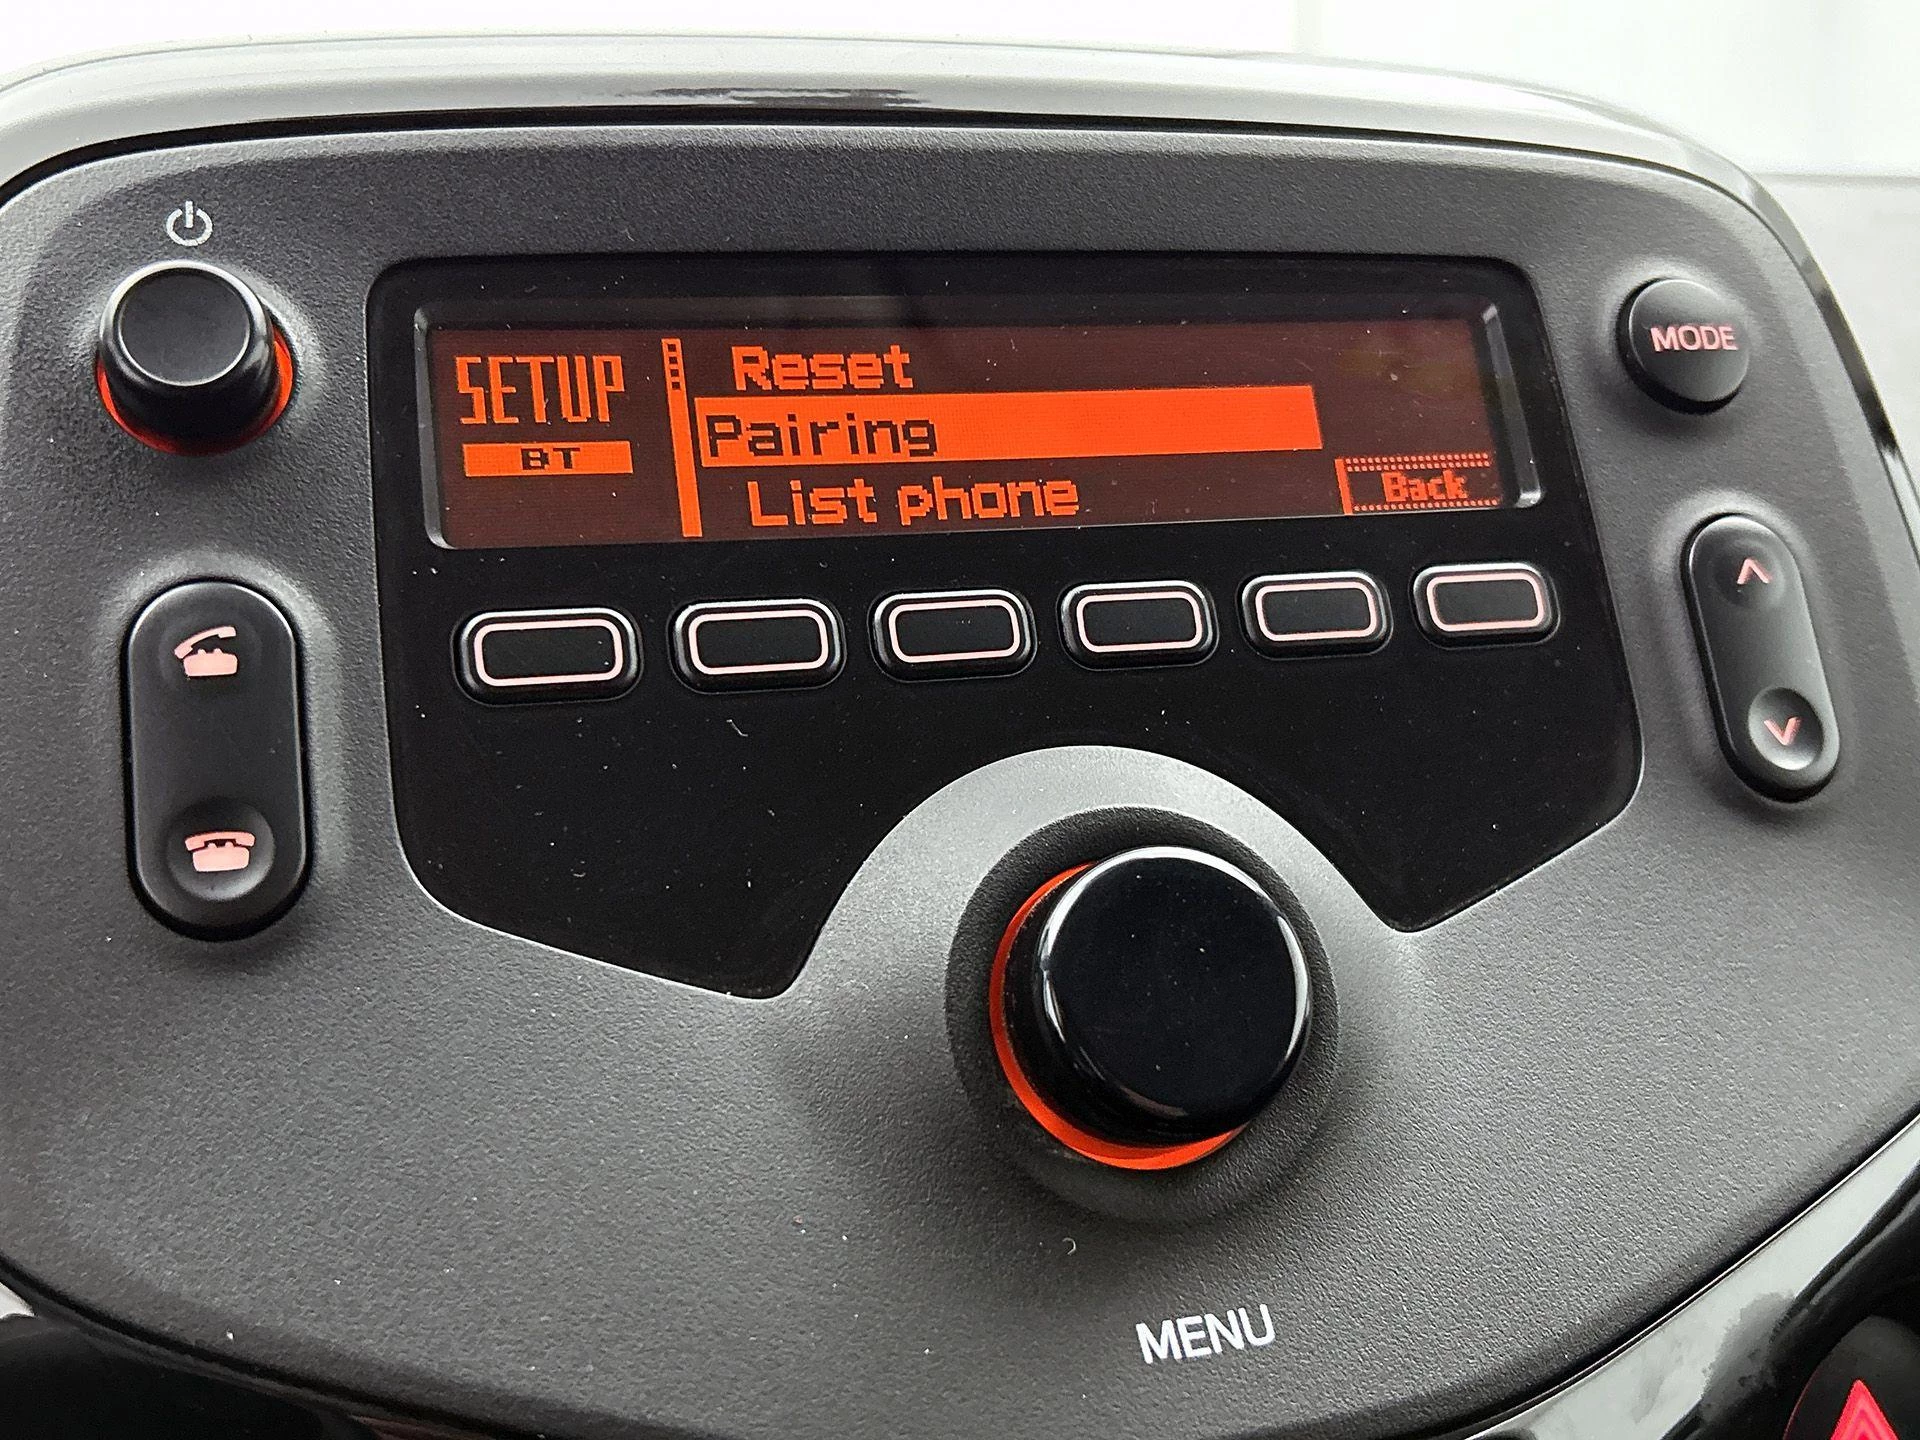 SETUP
BT
Reset
Pairing
List phone
Back
MODE
MENU